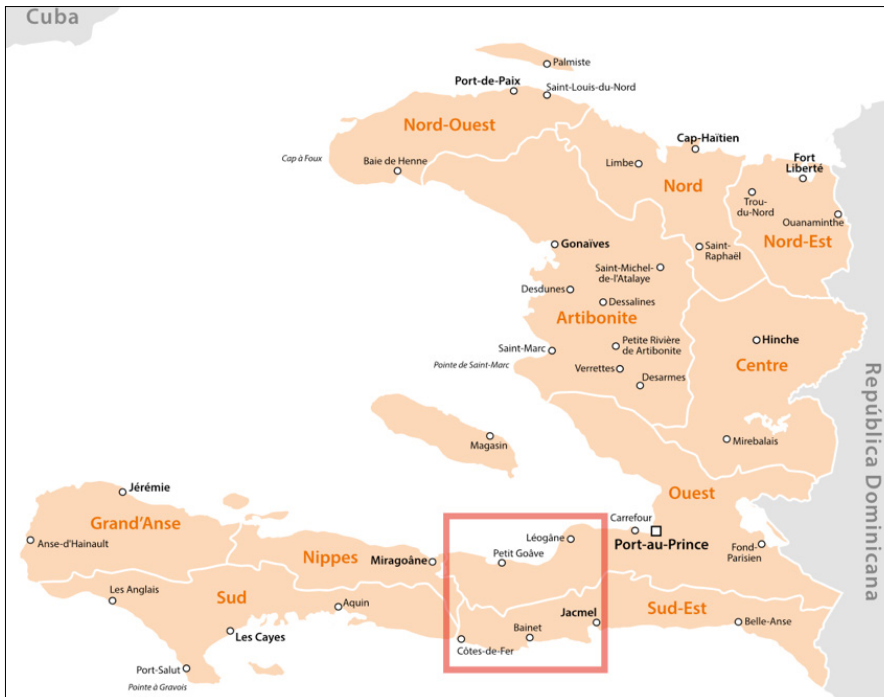 Cuba
Palmiste
Port-de-Paix
Saint-Louis-du-Nord
Nord-Ouest
Cap-Haïtien
Cap à Foux
Baie de Henne
Limbe
Fort
Liberté
Nord
Trou-
du-Nord
Ouanaminthe
Nord-Est
Gonaïves
Saint-
Raphaël
Saint-Michel-
de-l'Atalaye
Desdunes
Dessalines
Artibonite
Hinche
Petite Rivière
de Artibonite
Saint-Marc
Pointe de Saint-Marc
Centre
Verrettes
Desarmes
República Dominicana
Magasin
Mirebalais
Jérémie
Ouest
Grand'Anse
Carrefour
Léogâne
Port-au-Prince
Anse-d'Hainault
Nippes
Miragoâne
Petit Goâve
Fond-
Parisien
Les Anglais
Sud
Aquin
Jacmel
Sud-Est
Belle-Anse
Les Cayes
Bainet
Côtes-de-Fer
Port-Salut
Pointe à Gravois